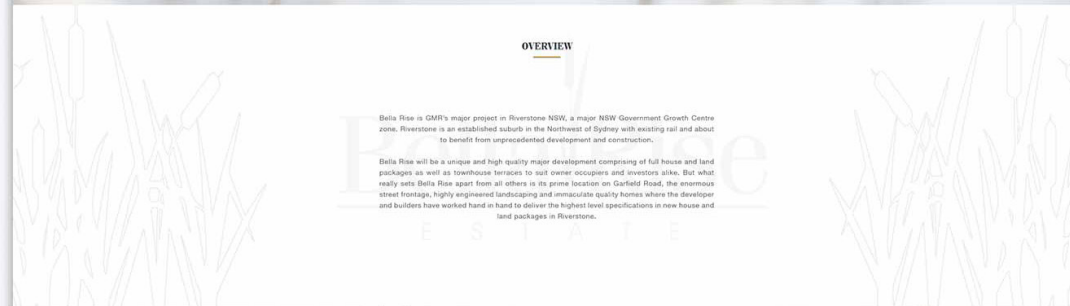 OVERVIEW
Bella Rise is GMR's major project in Riverstone NSW, a major NSW Government Growth Centre
zone. Riverstone is an established suburb in the Northwest of Sydney with existing rail and about
to benefit from unprecedented development and construction.
Bella Rise will be a unique and high quality major development comprising of full house and land
packages as well as townhouse terraces to suit owner occupiers and investors alike. But what
really sets Bella Rise apart from all others is its prime location on Garfield Road, the enormous
street frontage, highly engineered landscaping and immaculate quality homes where the developer
and builders have worked hand in hand to deliver the highest level specifications in new house and
land packages in Riverstone.
ESTATE